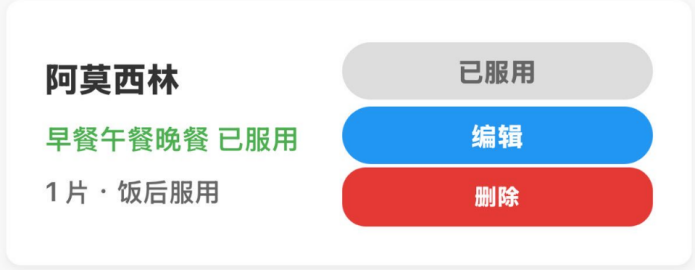 阿莫西林
早餐午餐晚餐 已服用
1 片 · 饭后服用
已服用
编辑
删除